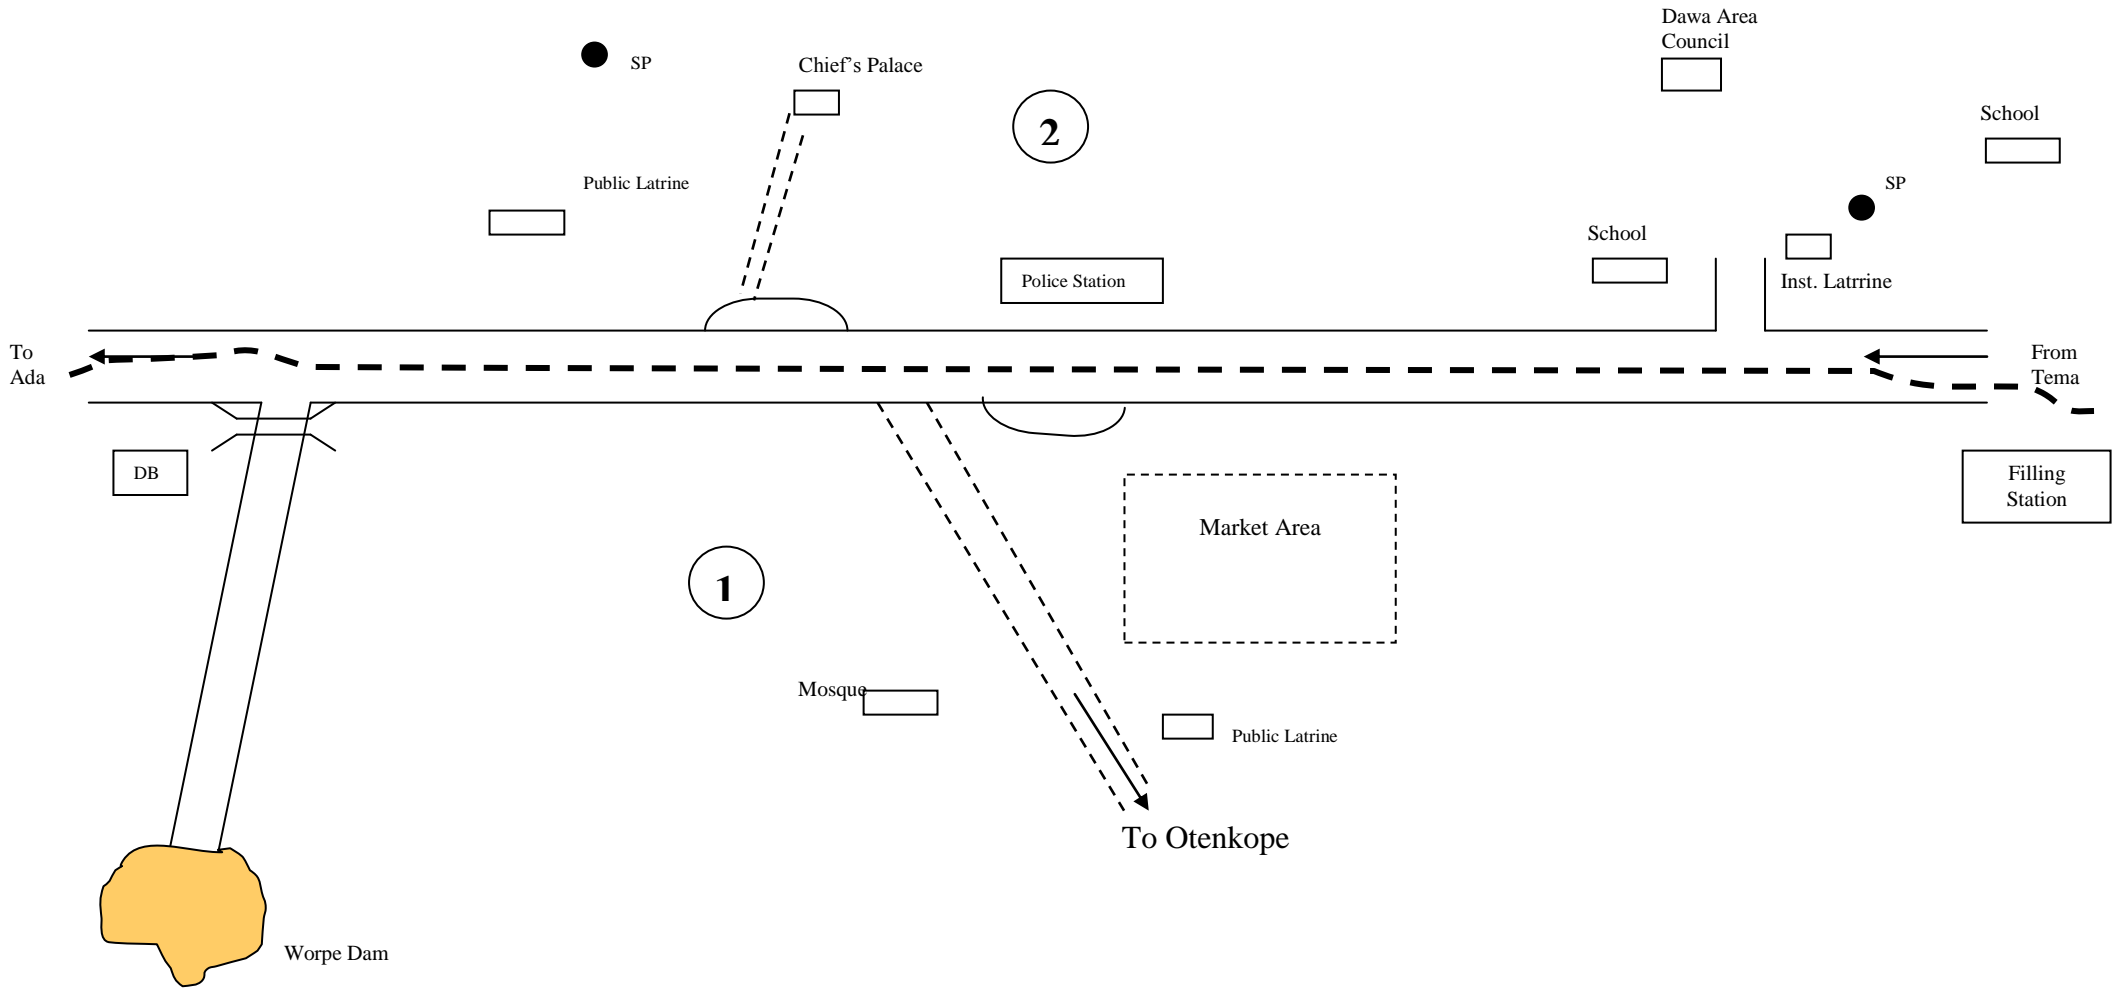 Dawa Area
Council
SP
Chief's Palace
School
2
Public Latrine
SP
School
Police Station
Inst. Latrrine
To
Ada
From
Tema
DB
Filling
Station
Market Area
1
Mosque
Public Latrine
To Otenkope
Worpe Dam